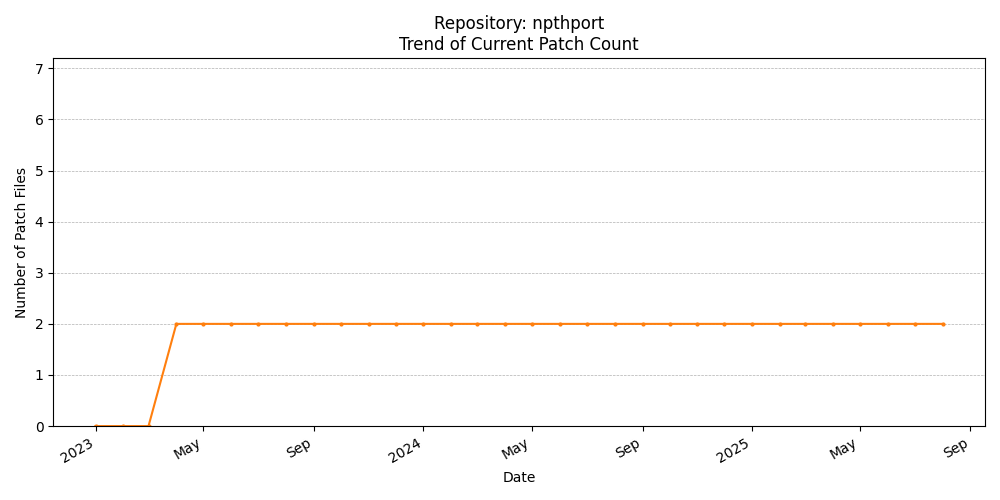 Repository: npthport
Trend of Current Patch Count
Number of Patch Files
7
6
5
4
3
2
1
0
2023
May
Sep
2024
May
Sep
2025
May
Sep
Date